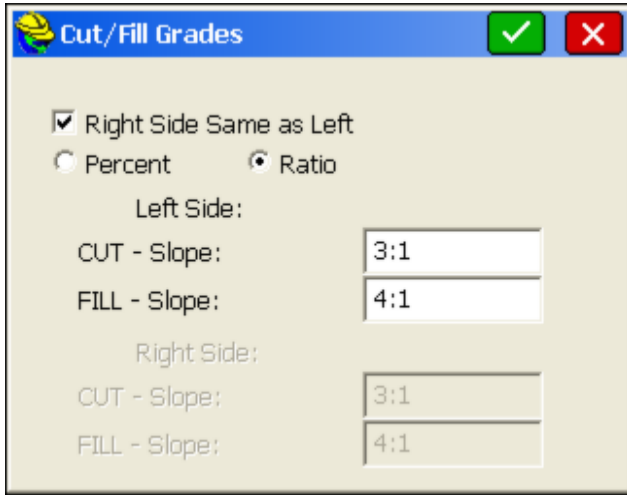 Cut/Fill Grades
Right Side Same as Left
Percent Ratio
Left Side:
CUT - Slope: 3:1
FILL - Slope: 4:1
Right Side:
CUT - Slope: 3:1
FILL - Slope: 4:1